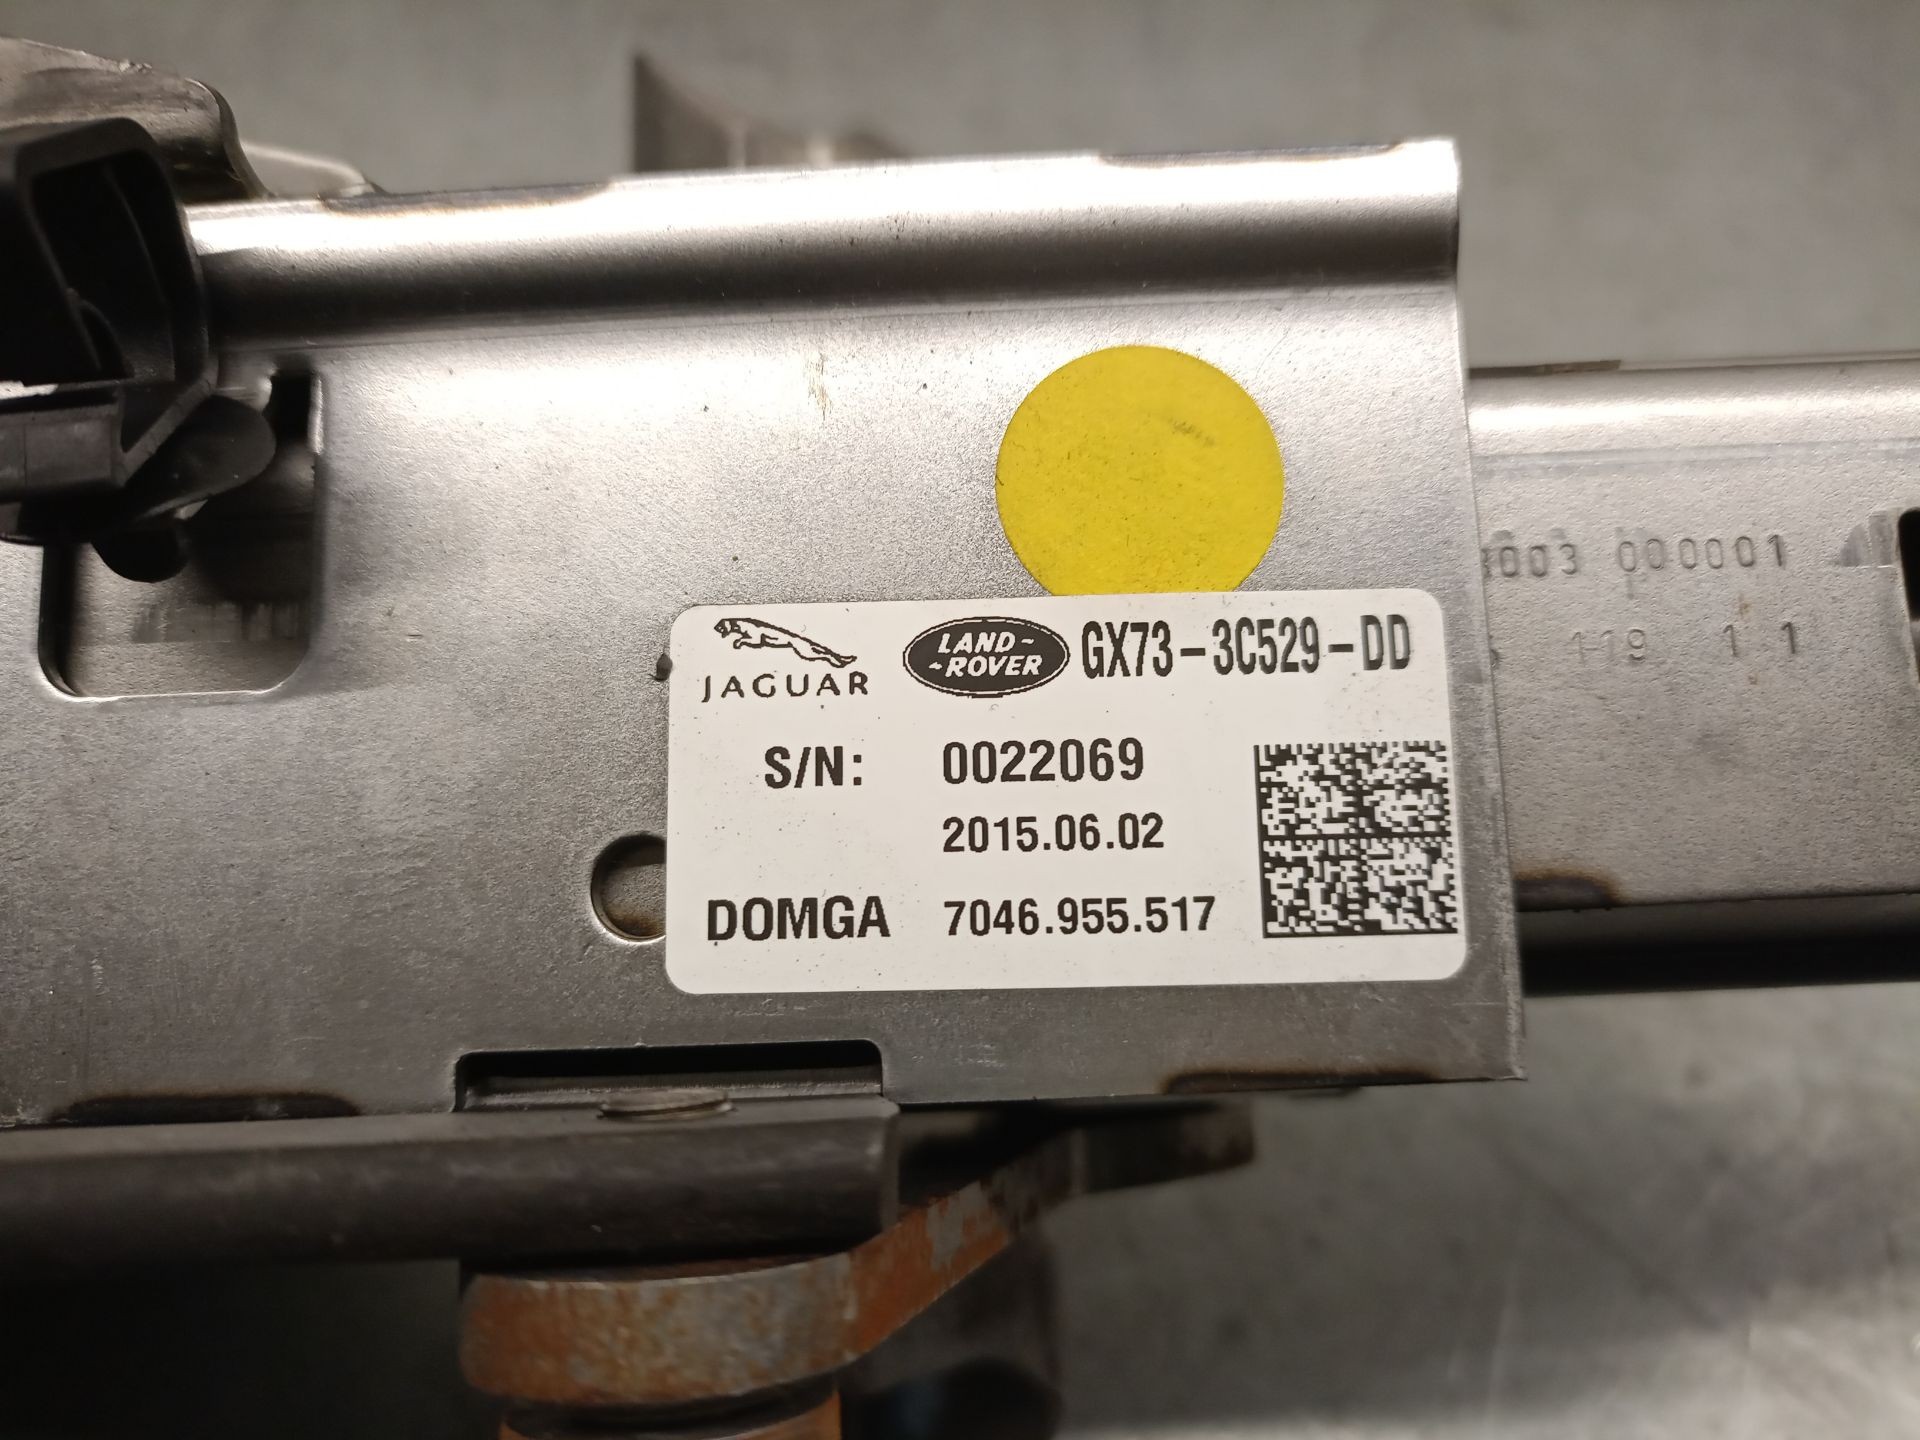 JAGUAR LAND-ROVER GX73-3C529-DD
S/N: 0022069
2015.06.02
DOMGA 7046.955.517
003 000001
119 1 1